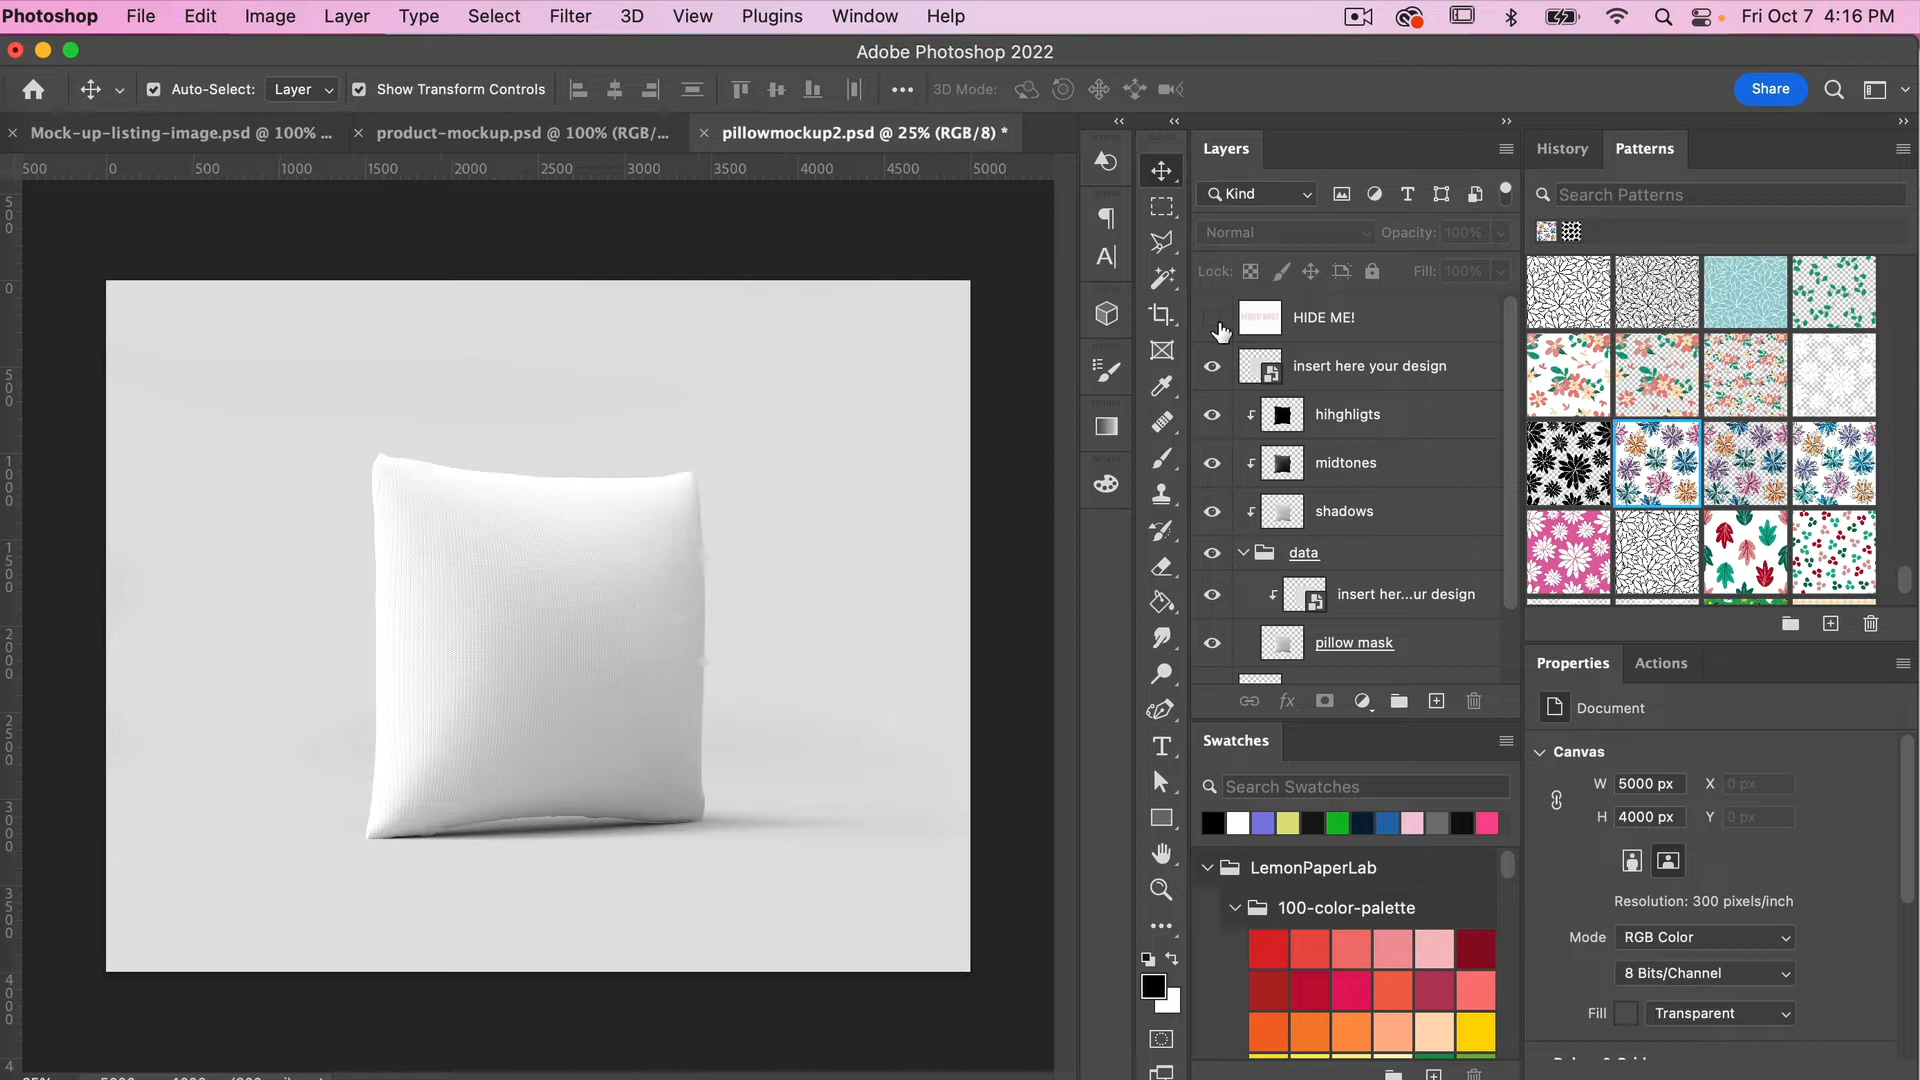 Photoshop File Edit Image Layer Type Select Filter 3D View Plugins Window Help Fri Oct 7 4:16 PM
Adobe Photoshop 2022
Auto-Select: Layer Show Transform Controls ••• 3D Mode: Share
Mock-up-listing-image.psd @ 100% ... product-mockup.psd @ 100% (RGB/... pillowmockup2.psd @ 25% (RGB/8) *
500 0 500 1000 1500 2000 2500 3000 3500 4000 4500 5000
Layers
History Patterns
Kind
Search Patterns
Normal Opacity: 100%
Lock: Fill: 100%
HIDE ME! HIDE ME!
insert here your design
hihghligts
midtones
shadows
data
insert her...ur design
pillow mask
fx
Properties Actions
Document
Swatches
Canvas
Search Swatches
W 5000 px X 0 px
H 4000 px Y 0 px
LemonPaperLab
100-color-palette
Resolution: 300 pixels/inch
Mode RGB Color
8 Bits/Channel
Fill Transparent